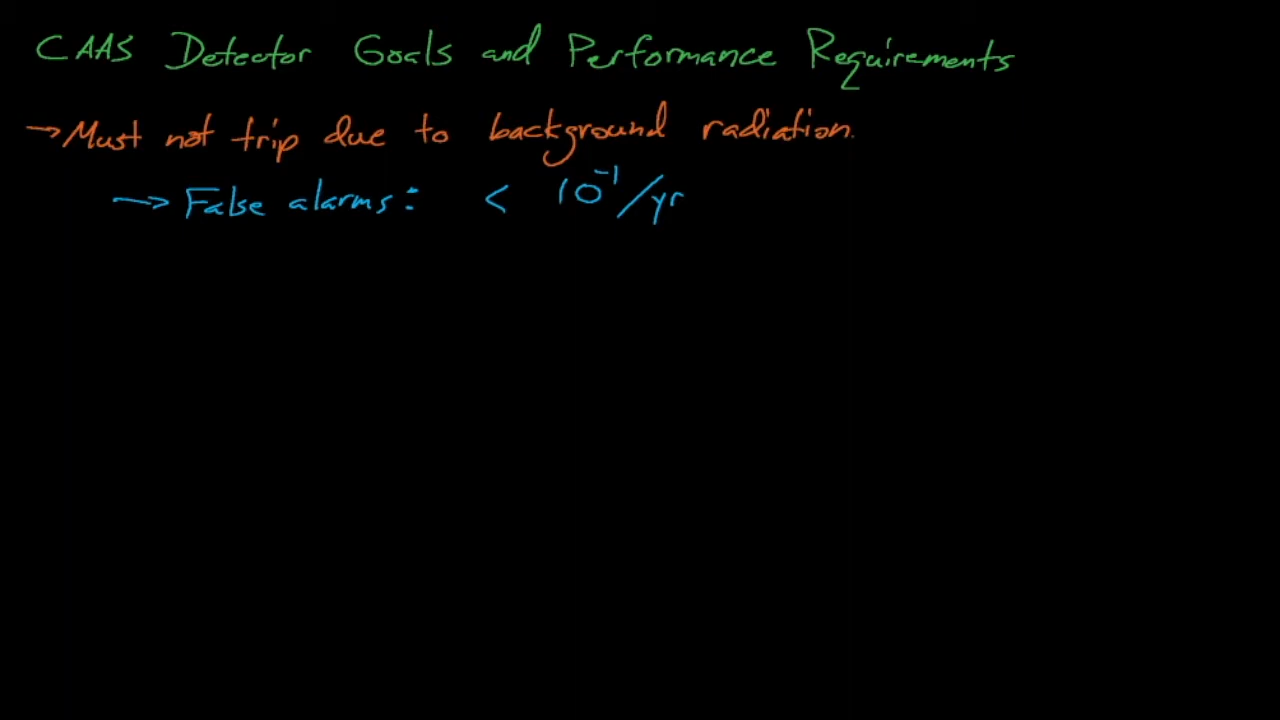 CAAS Detector Goals and Performance Requirements
→ Must not trip due to background radiation.
→ False alarms: < 10⁻¹/yr